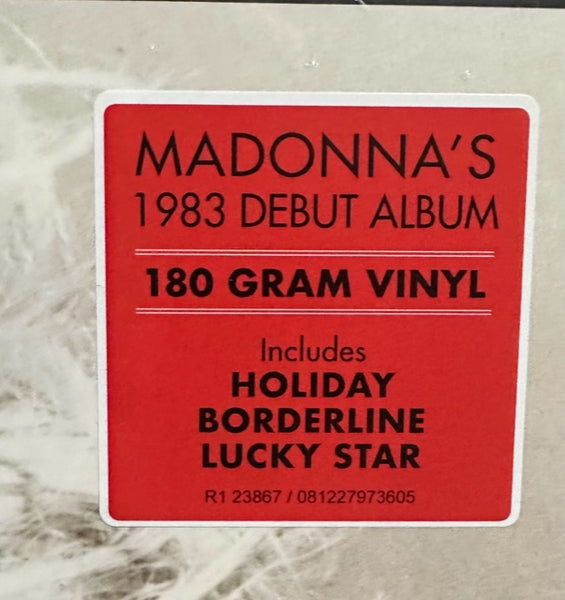 MADONNA'S
1983 DEBUT ALBUM
180 GRAM VINYL
Includes
HOLIDAY
BORDERLINE
LUCKY STAR
R1 23867 / 081227973605